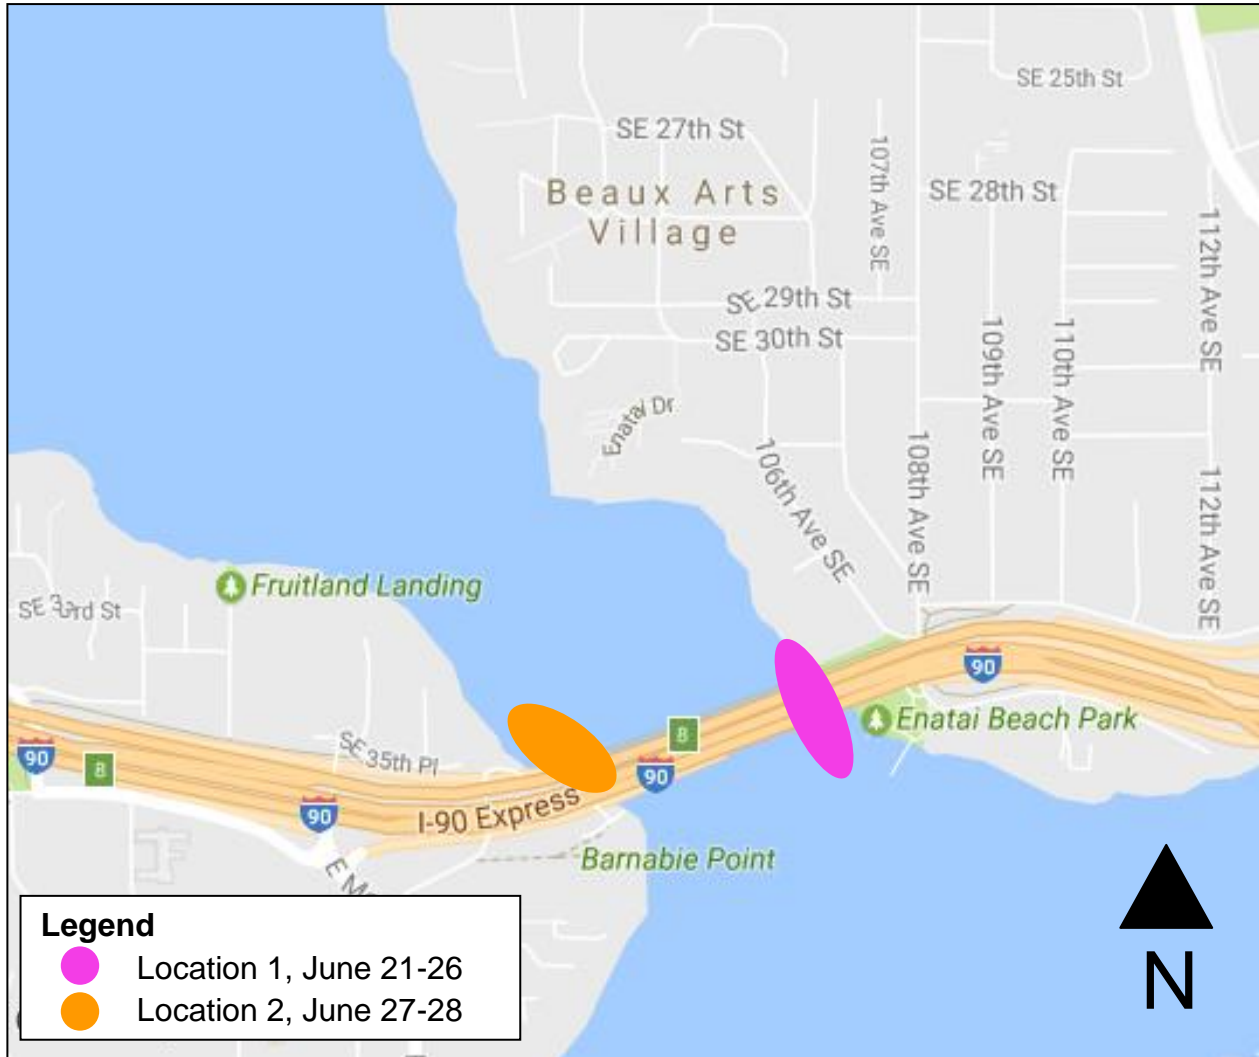 SE 25th St
SE 27th St
107th Ave SE
SE 28th St
Beaux Arts
Village
112th Ave SE
SE 29th St
SE 30th St
109th Ave SE
110th Ave SE
Enatai Dr
106th Ave SE
108th Ave SE
112th Ave SE
Fruitland Landing
SE 33rd St
90
Enatai Beach Park
8
SE 35th Pl
90
8
90
90
I-90 Express
Barnabie Point
Legend
Location 1, June 21-26
Location 2, June 27-28
N